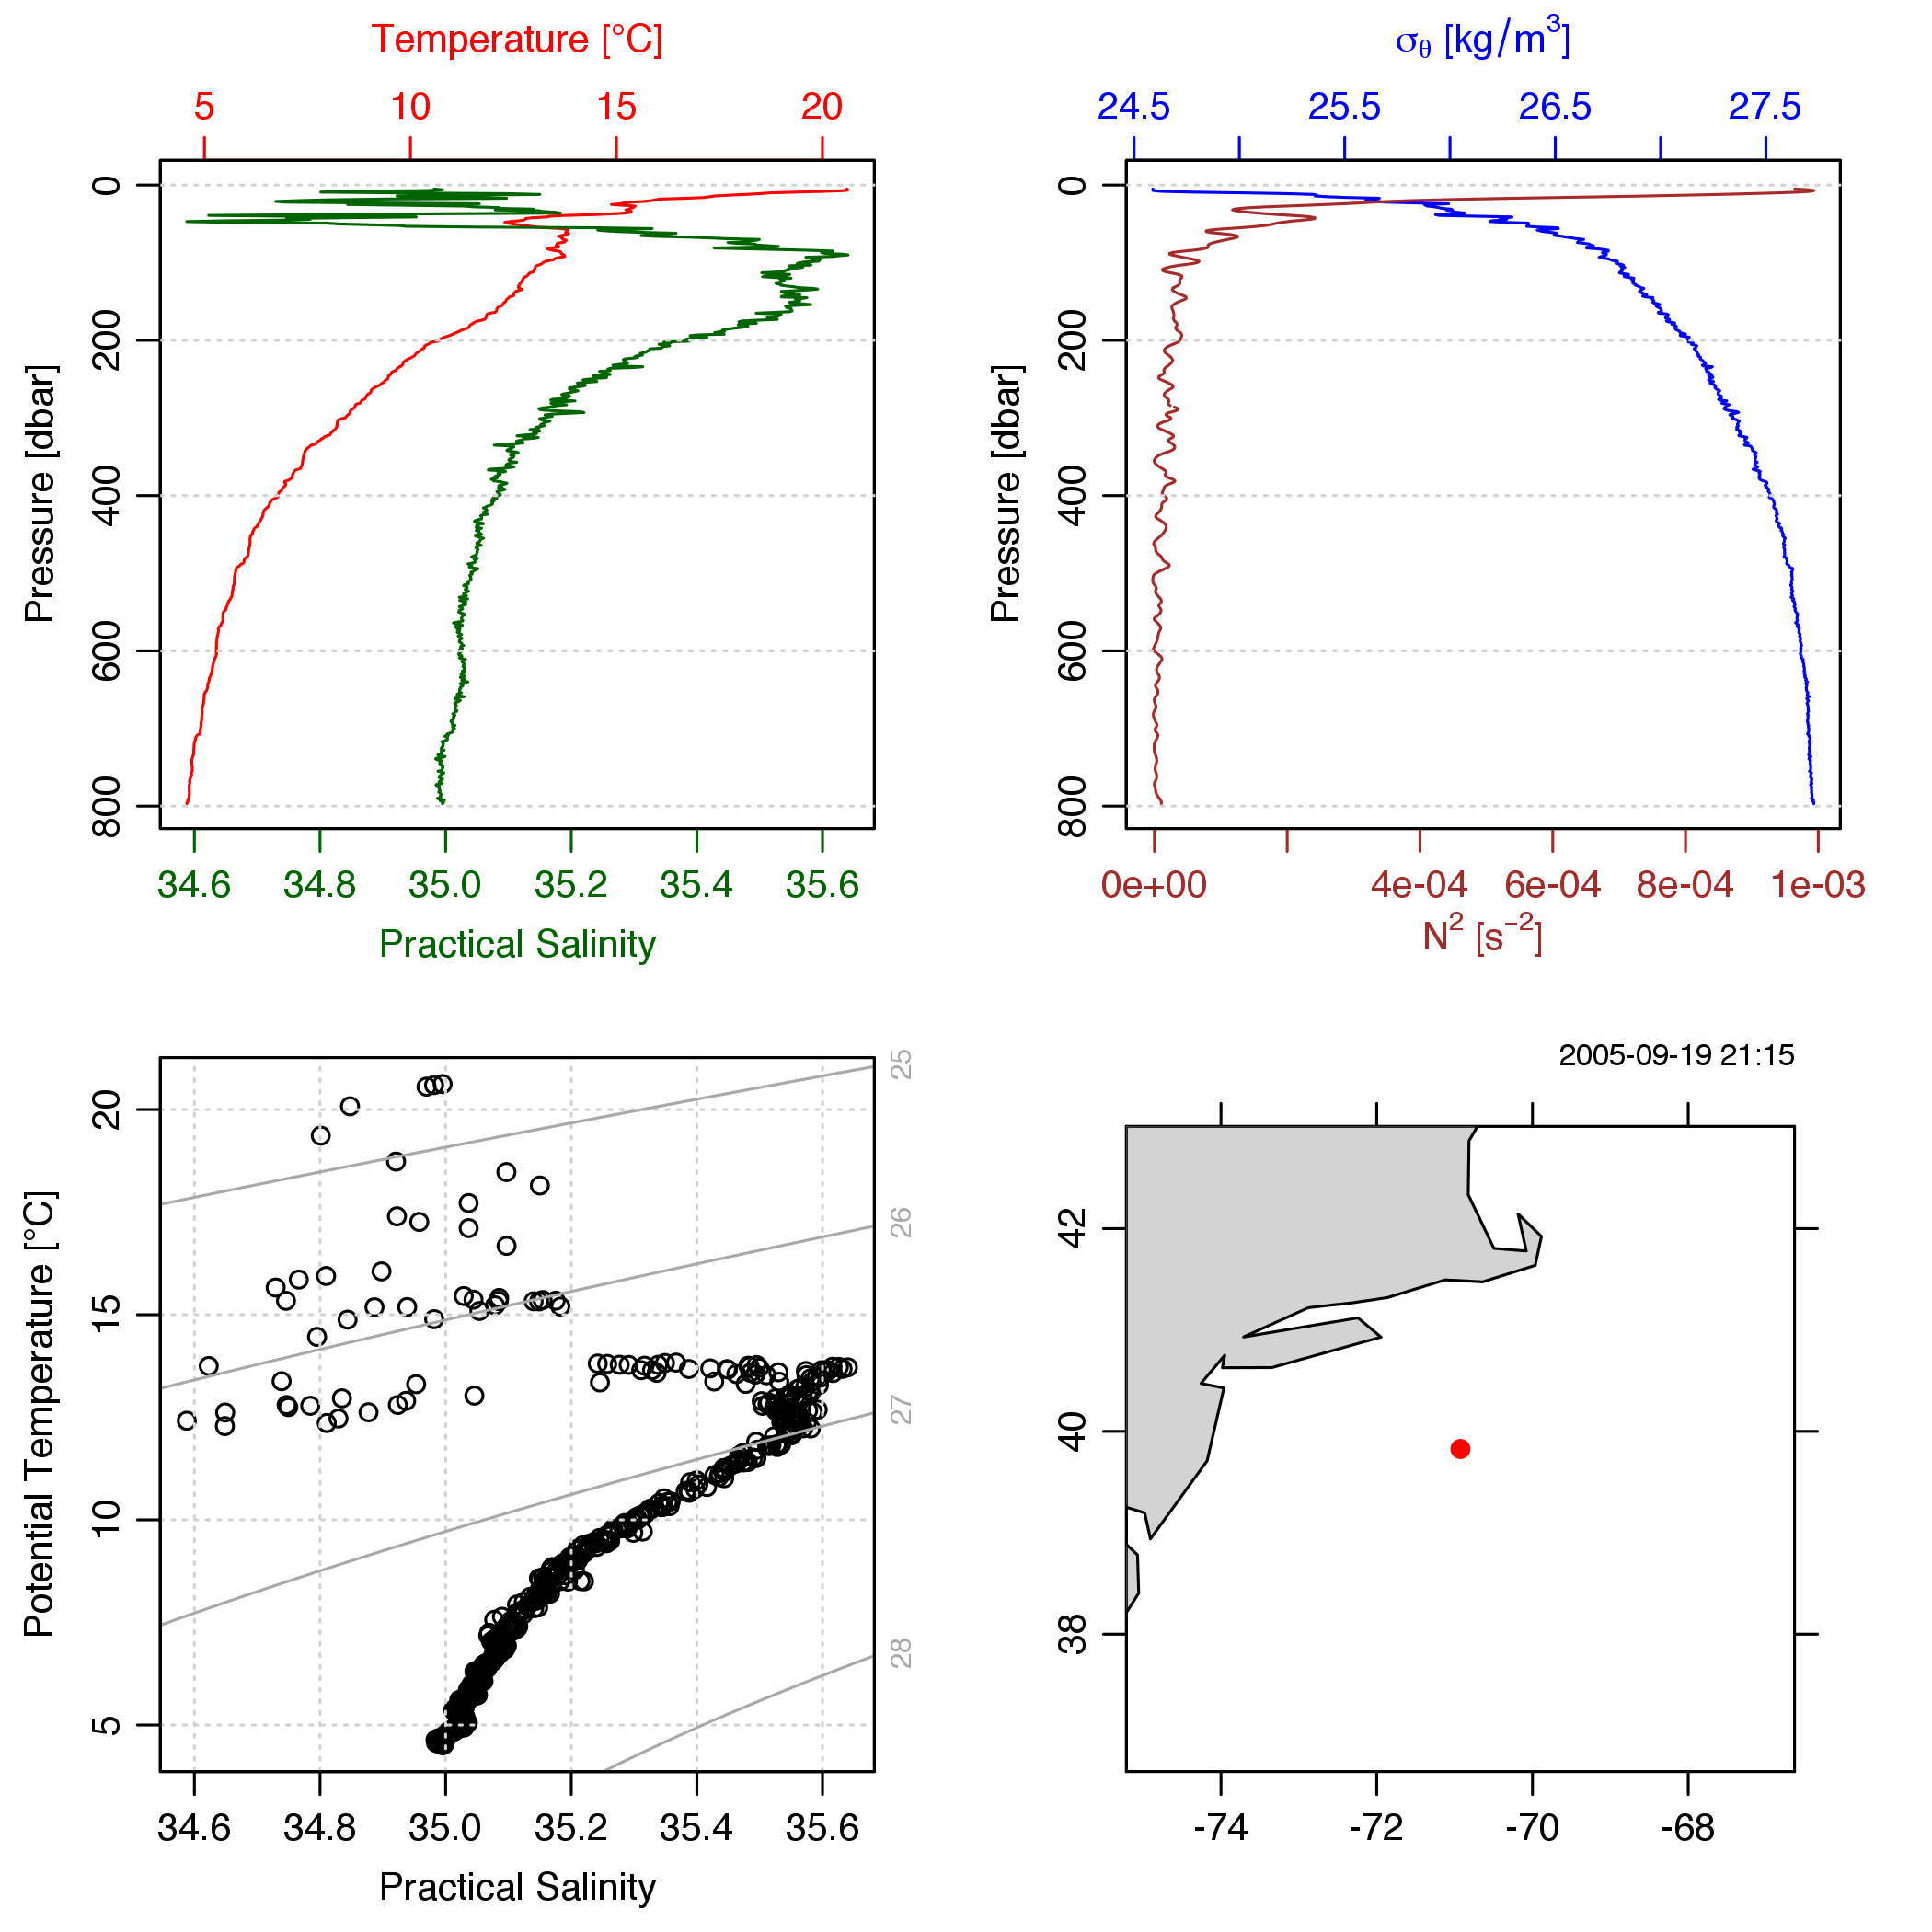 Temperature [°C]
5 10 15 20
0
200
400
600
800
Pressure [dbar]
34.6 34.8 35.0 35.2 35.4 35.6
Practical Salinity
σθ [kg/m³]
24.5 25.5 26.5 27.5
0
200
400
600
800
Pressure [dbar]
0e+00 4e-04 6e-04 8e-04 1e-03
N² [s⁻²]
25
26
27
28
20
15
10
5
Potential Temperature [°C]
34.6 34.8 35.0 35.2 35.4 35.6
Practical Salinity
2005-09-19 21:15
42
40
38
-74 -72 -70 -68